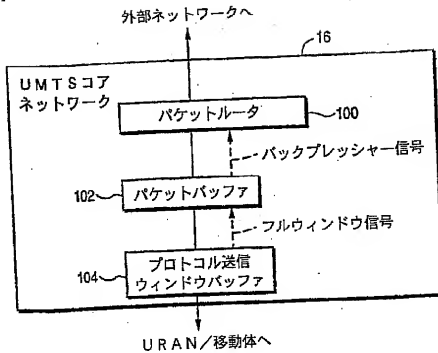 外部ネットワークへ
16
UMTSコア
ネットワーク
パケットルータ
100
バックプレッシャー信号
102
パケットバッファ
フルウィンドウ信号
104
プロトコル送信
ウィンドウバッファ
URAN/移動体へ